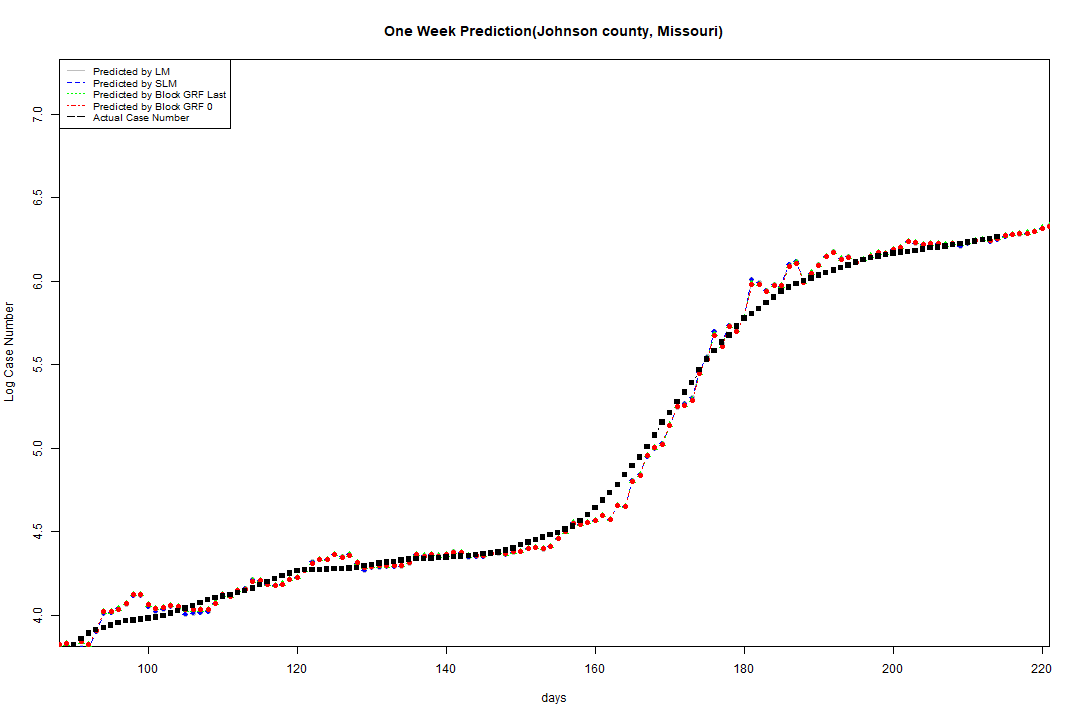 One Week Prediction(Johnson county, Missouri)
Predicted by LM
Predicted by SLM
Predicted by Block GRF Last
Predicted by Block GRF 0
Actual Case Number
7.0
6.5
6.0
5.5
5.0
4.5
4.0
Log Case Number
100 120 140 160 180 200 220
days